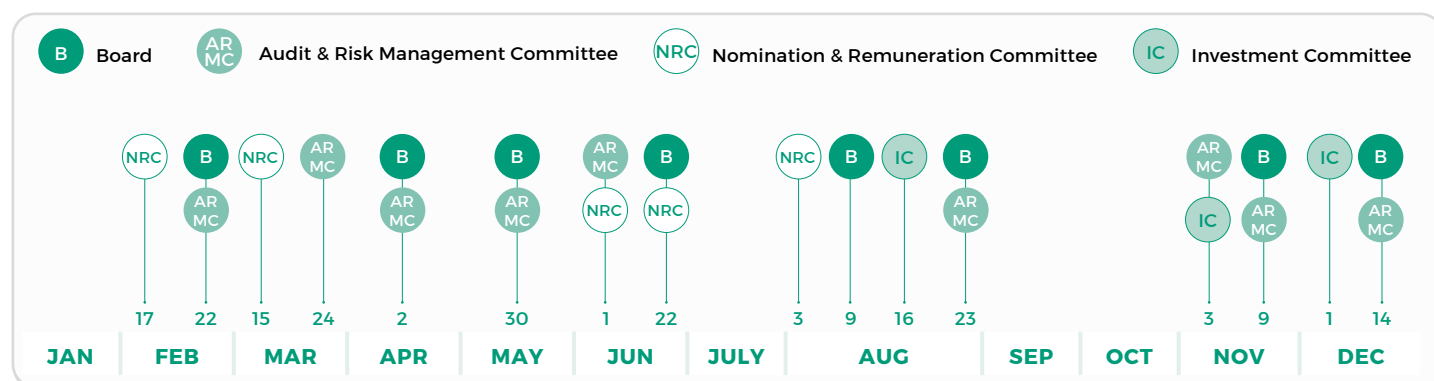 B Board AR MC Audit & Risk Management Committee NRC Nomination & Remuneration Committee IC Investment Committee
NRC B NRC AR MC B B AR MC B NRC B IC B AR MC B IC B
AR MC AR MC AR MC NRC NRC AR MC IC AR MC AR MC
17 22 15 24 2 30 1 22 3 9 16 23 3 9 1 14
JAN FEB MAR APR MAY JUN JULY AUG SEP OCT NOV DEC